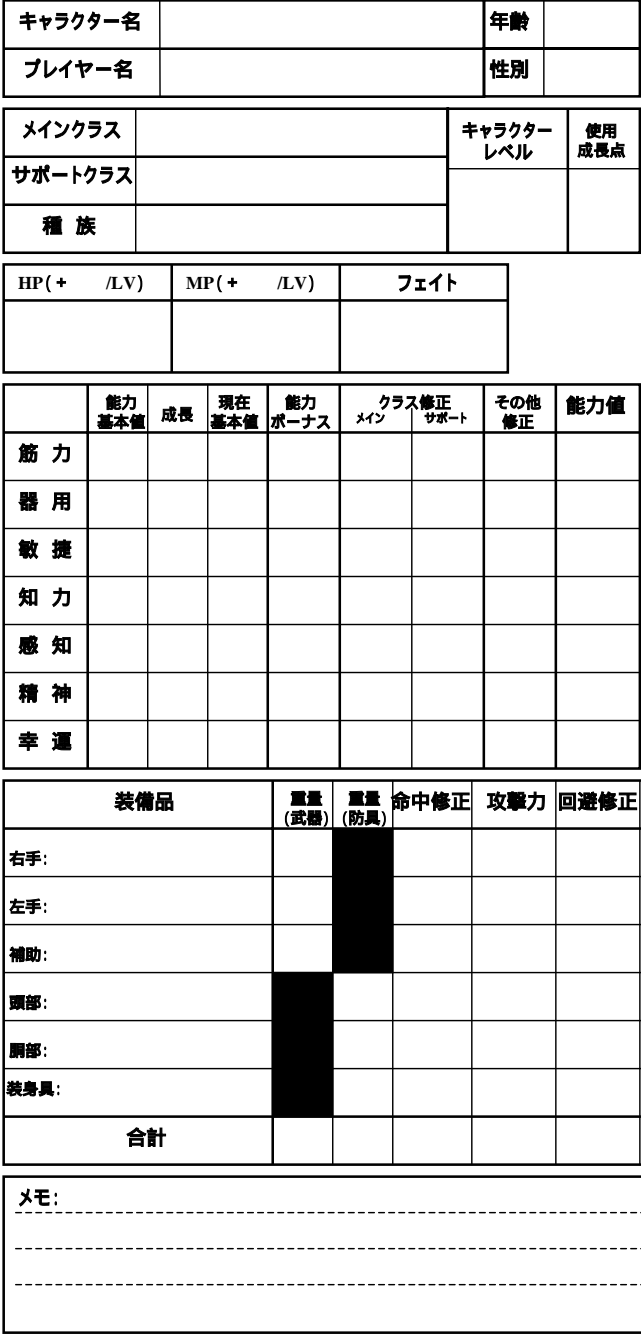 キャラクター名 年齢
プレイヤー名 性別
メインクラス キャラクターレベル 使用成長点
サポートクラス
種 族
HP(+ /LV) MP(+ /LV) フェイト
能力基本値 成長 現在基本値 能力ボーナス クラス修正 メイン サポート その他修正 能力値
筋 力
器 用
敏 捷
知 力
感 知
精 神
幸 運
装備品 重量(武器) 重量(防具) 命中修正 攻撃力 回避修正
右手:
左手:
補助:
頭部:
胴部:
装身具:
合計
メモ: